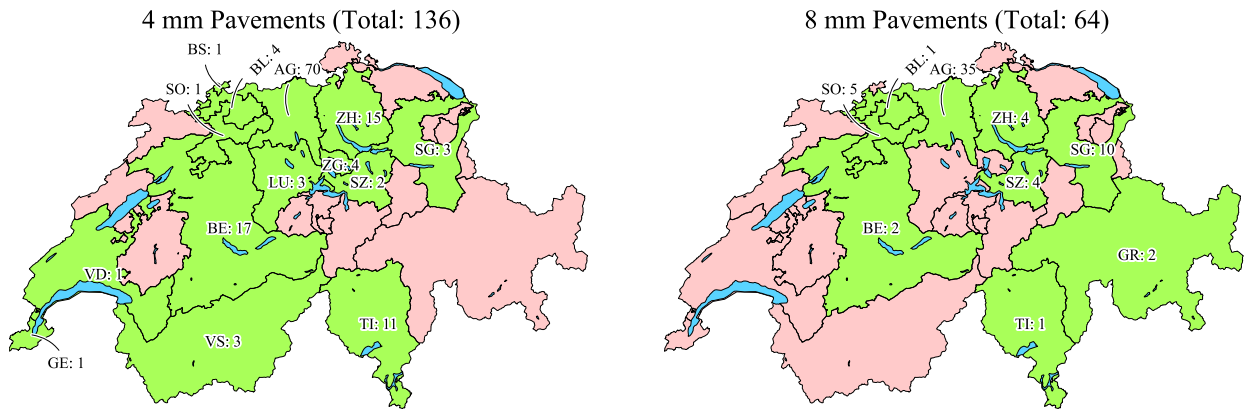 4 mm Pavements (Total: 136)
BS: 1
BL: 4
AG: 70
SO: 1
ZH: 15
SG: 3
ZG: 4
LU: 3
SZ: 2
BE: 17
VD: 1
TI: 11
VS: 3
GE: 1
8 mm Pavements (Total: 64)
BL: 1
AG: 35
SO: 5
ZH: 4
SG: 10
SZ: 4
BE: 2
GR: 2
TI: 1